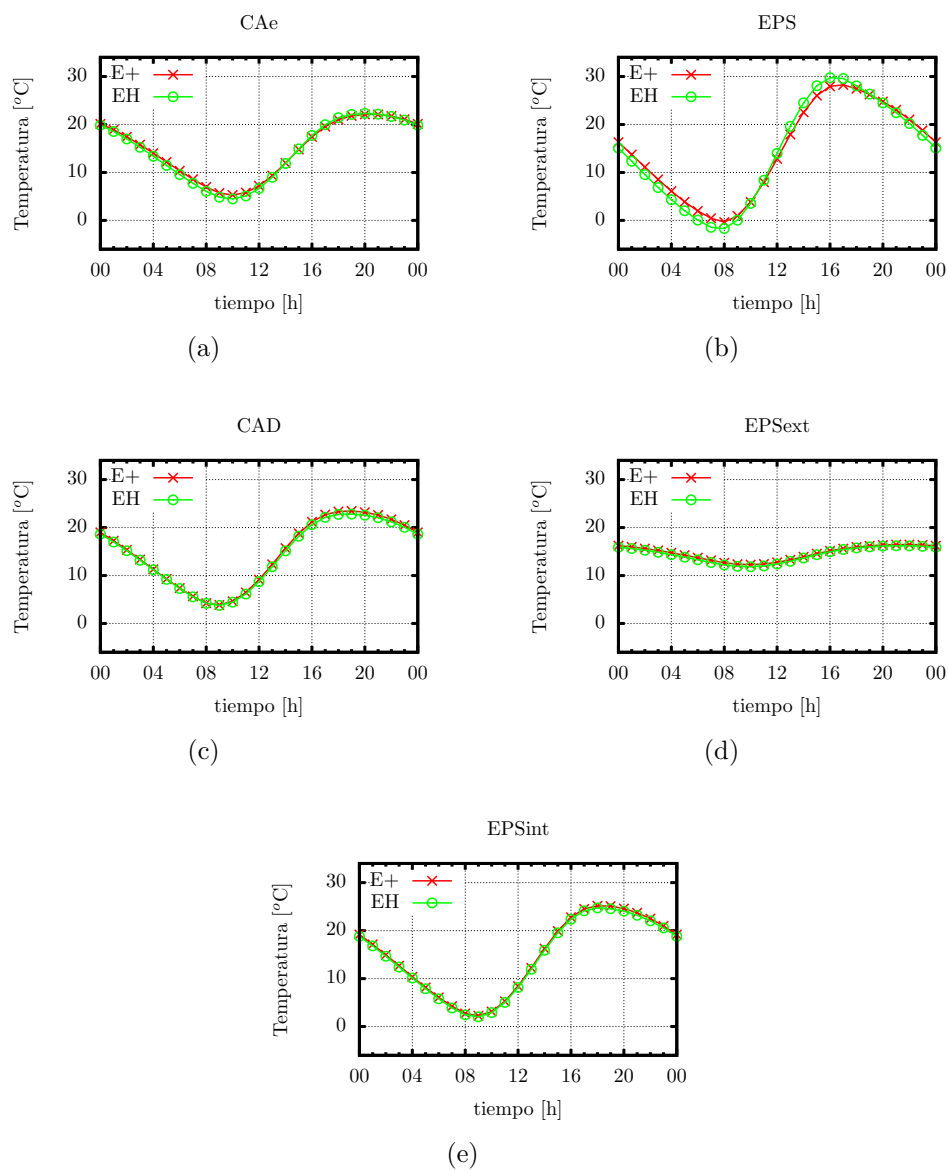 CAe
Temperatura [°C]
E+
EH
30
20
10
0
00 04 08 12 16 20 00
tiempo [h]
(a)
EPS
Temperatura [°C]
E+
EH
30
20
10
0
00 04 08 12 16 20 00
tiempo [h]
(b)
CAD
Temperatura [°C]
E+
EH
30
20
10
0
00 04 08 12 16 20 00
tiempo [h]
(c)
EPSext
Temperatura [°C]
E+
EH
30
20
10
0
00 04 08 12 16 20 00
tiempo [h]
(d)
EPSint
Temperatura [°C]
E+
EH
30
20
10
0
00 04 08 12 16 20 00
tiempo [h]
(e)